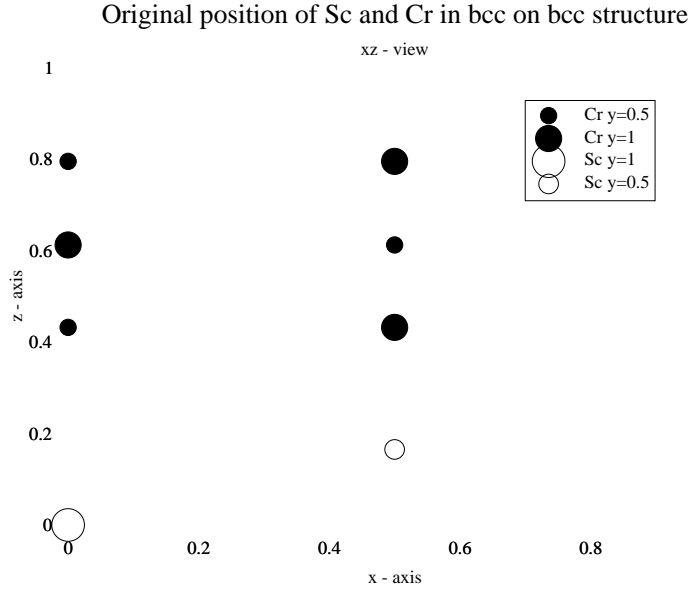 Original position of Sc and Cr in bcc on bcc structure
xz - view
1
Cr y=0.5
Cr y=1
Sc y=1
Sc y=0.5
0.8
0.6
z - axis
0.4
0.2
0
0 0.2 0.4 0.6 0.8
x - axis